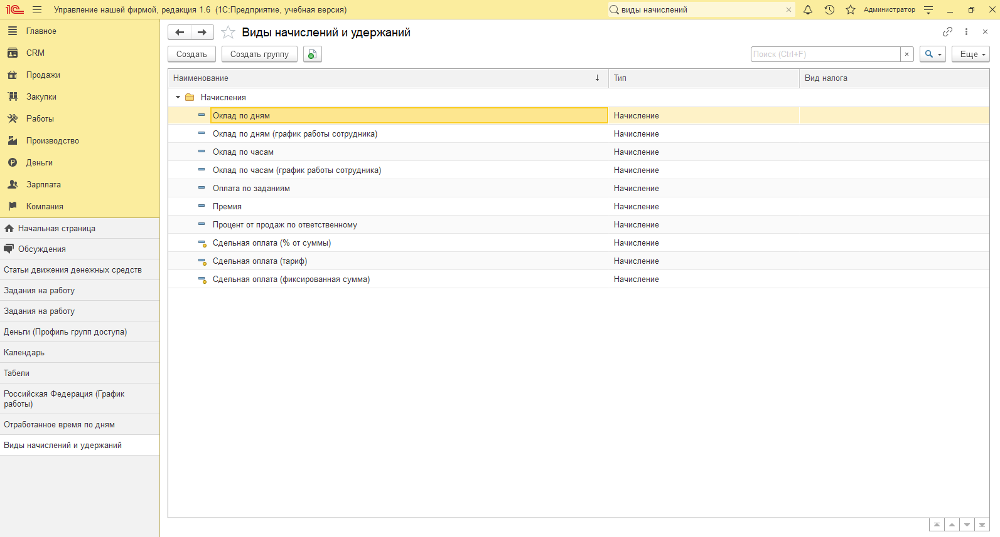 1С Управление нашей фирмой, редакция 1.6 (1С:Предприятие, учебная версия)
виды начислений
Администратор
Главное
CRM
Продажи
Закупки
Работы
Производство
Деньги
Зарплата
Компания
Начальная страница
Обсуждения
Статьи движения денежных средств
Задания на работу
Задания на работу
Деньги (Профиль групп доступа)
Календарь
Табели
Российская Федерация (График
работы)
Отработанное время по дням
Виды начислений и удержаний
Виды начислений и удержаний
Создать
Создать группу
Поиск (Ctrl+F)
Еще
Наименование
Тип
Вид налога
Начисления
Оклад по дням Начисление
Оклад по дням (график работы сотрудника) Начисление
Оклад по часам Начисление
Оклад по часам (график работы сотрудника) Начисление
Оплата по заданиям Начисление
Премия Начисление
Процент от продаж по ответственному Начисление
Сдельная оплата (% от суммы) Начисление
Сдельная оплата (тариф) Начисление
Сдельная оплата (фиксированная сумма) Начисление